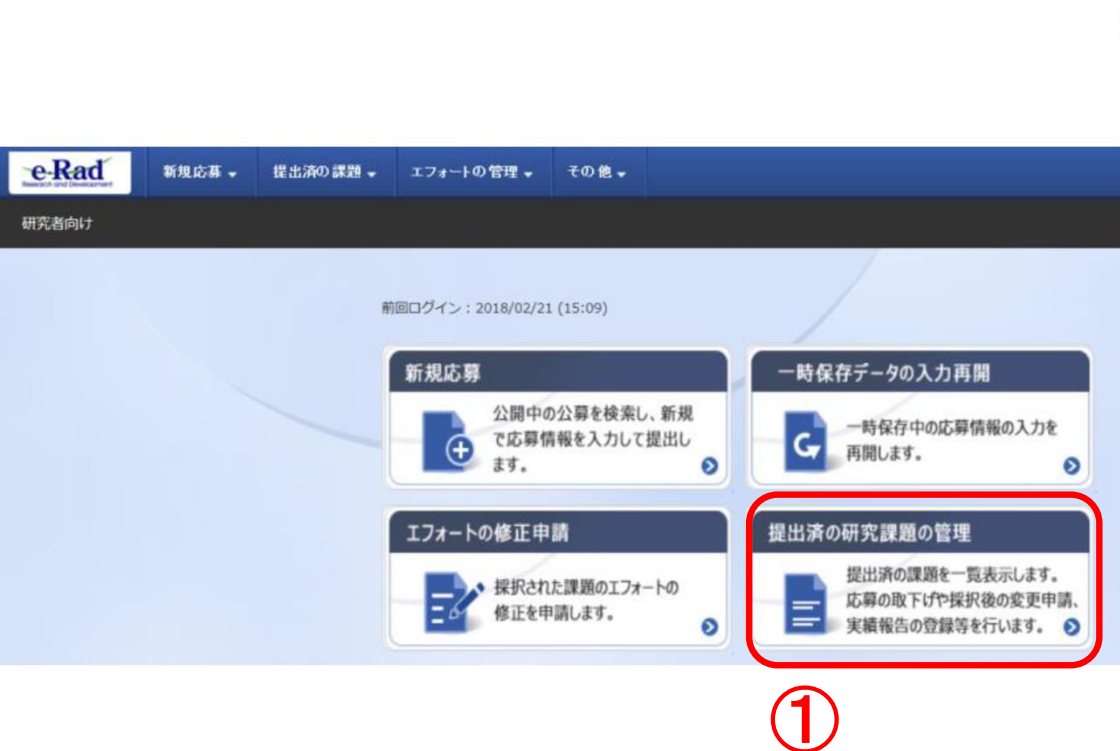 e-Rad
Research and Development
新規応募
提出済の課題
エフォートの管理
その他
研究者向け
前回ログイン：2018/02/21 (15:09)
新規応募
公開中の公募を検索し、新規
で応募情報を入力して提出し
ます。
一時保存データの入力再開
一時保存中の応募情報の入力を
再開します。
エフォートの修正申請
採択された課題のエフォートの
修正を申請します。
提出済の研究課題の管理
提出済の課題を一覧表示します。
応募の取下げや採択後の変更申請、
実績報告の登録等を行います。
①